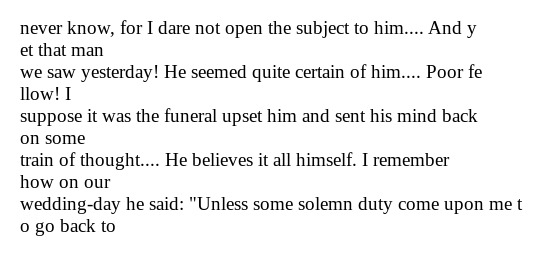 never know, for I dare not open the subject to him.... And y
et that man
we saw yesterday! He seemed quite certain of him.... Poor fe
llow! I
suppose it was the funeral upset him and sent his mind back
on some
train of thought.... He believes it all himself. I remember
how on our
wedding-day he said: "Unless some solemn duty come upon me t
o go back to